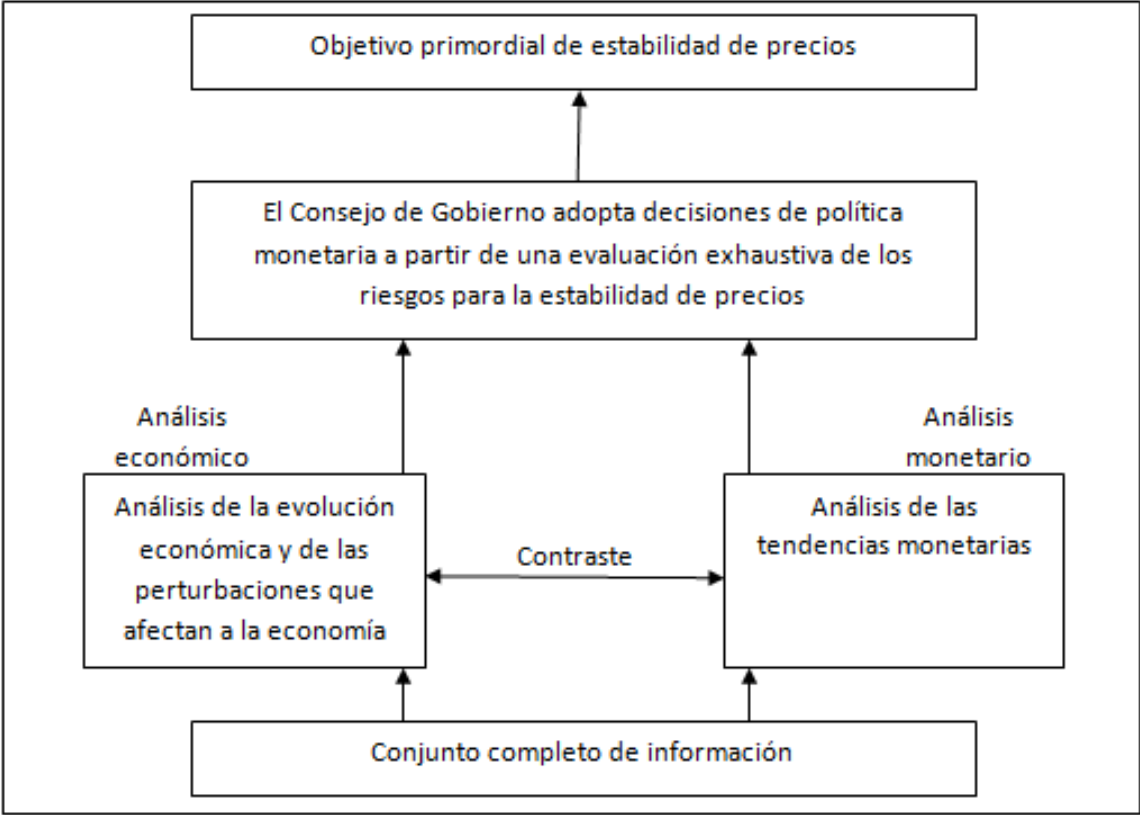 Objetivo primordial de estabilidad de precios
El Consejo de Gobierno adopta decisiones de política
monetaria a partir de una evaluación exhaustiva de los
riesgos para la estabilidad de precios
Análisis
económico
Análisis
monetario
Análisis de la evolución
económica y de las
perturbaciones que
afectan a la economía
Contraste
Análisis de las
tendencias monetarias
Conjunto completo de información